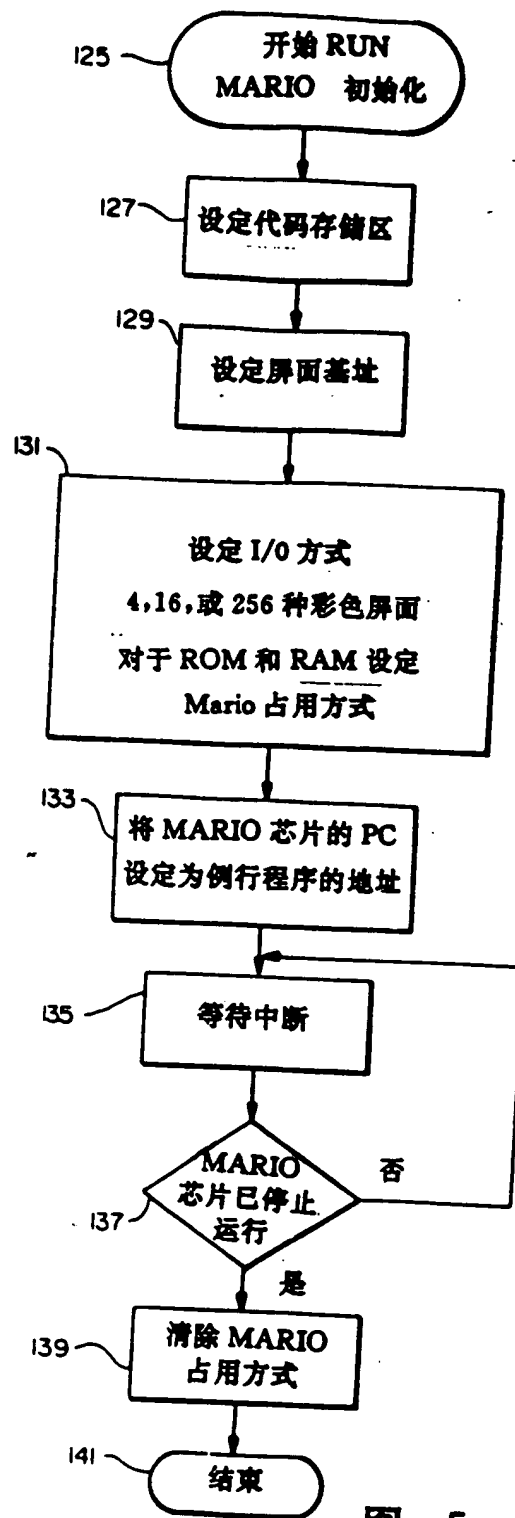 125
开始 RUN
MARIO 初始化
127
设定代码存储区
129
设定屏面基址
131
设定 I/0 方式
4,16,或 256 种彩色屏面
对于 ROM 和 RAM 设定
Mario 占用方式
133
将 MARIO 芯片的 PC
设定为例行程序的地址
135
等待中断
137
MARIO
芯片已停止
运行
否
是
139
清除 MARIO
占用方式
141
结束